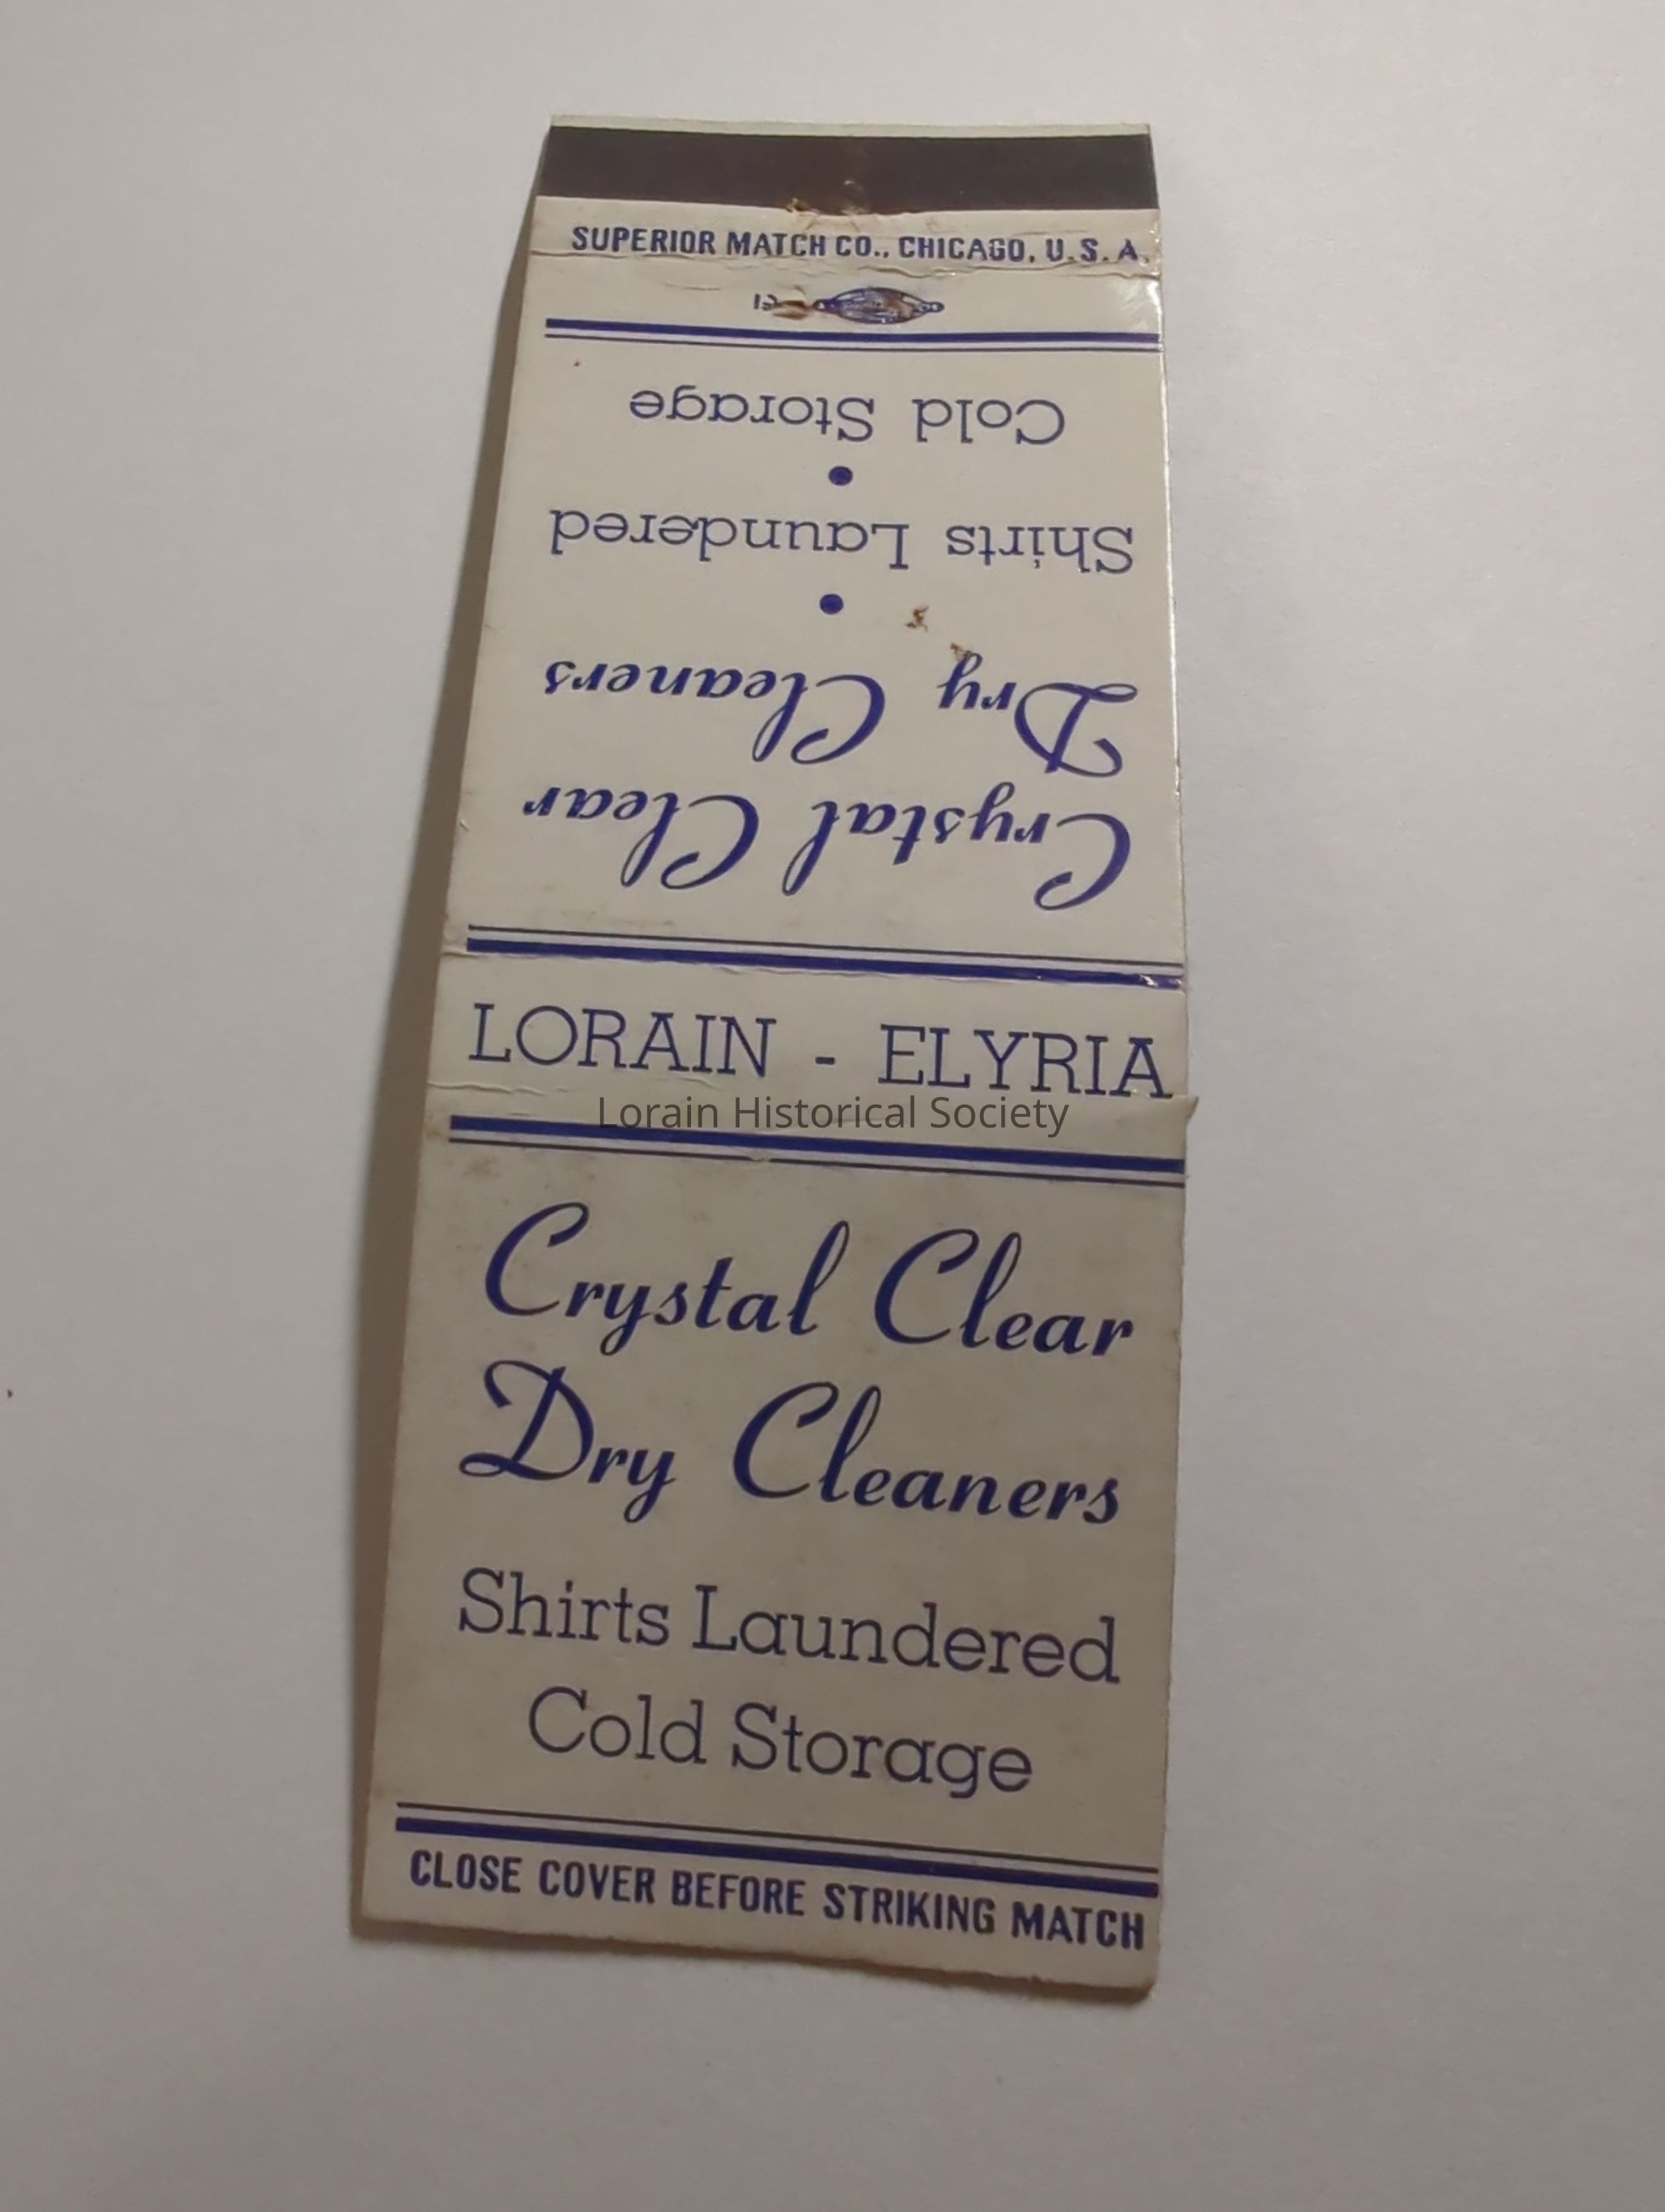 SUPERIOR MATCH CO., CHICAGO, U.S.A.
Crystal Clear
Dry Cleaners
•
Shirts Laundered
•
Cold Storage
LORAIN - ELYRIA
Lorain Historical Society
Crystal Clear
Dry Cleaners
Shirts Laundered
Cold Storage
CLOSE COVER BEFORE STRIKING MATCH